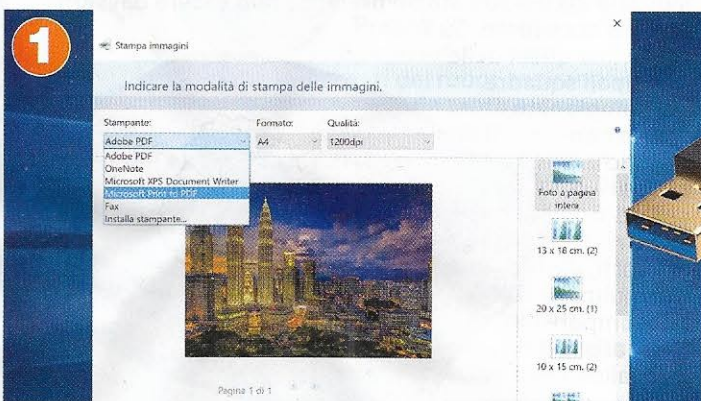 1
Stampa immagini
Indicare la modalità di stampa delle immagini.
Stampante: Formato: Qualità:
Adobe PDF A4 1200dpi
Adobe PDF
OneNote
Microsoft XPS Document Writer
Microsoft Print to PDF
Fax
Installa stampante...
Foto a pagina
intera
13 x 18 cm. (2)
20 x 25 cm. (1)
10 x 15 cm. (2)
Pagina 1 di 1